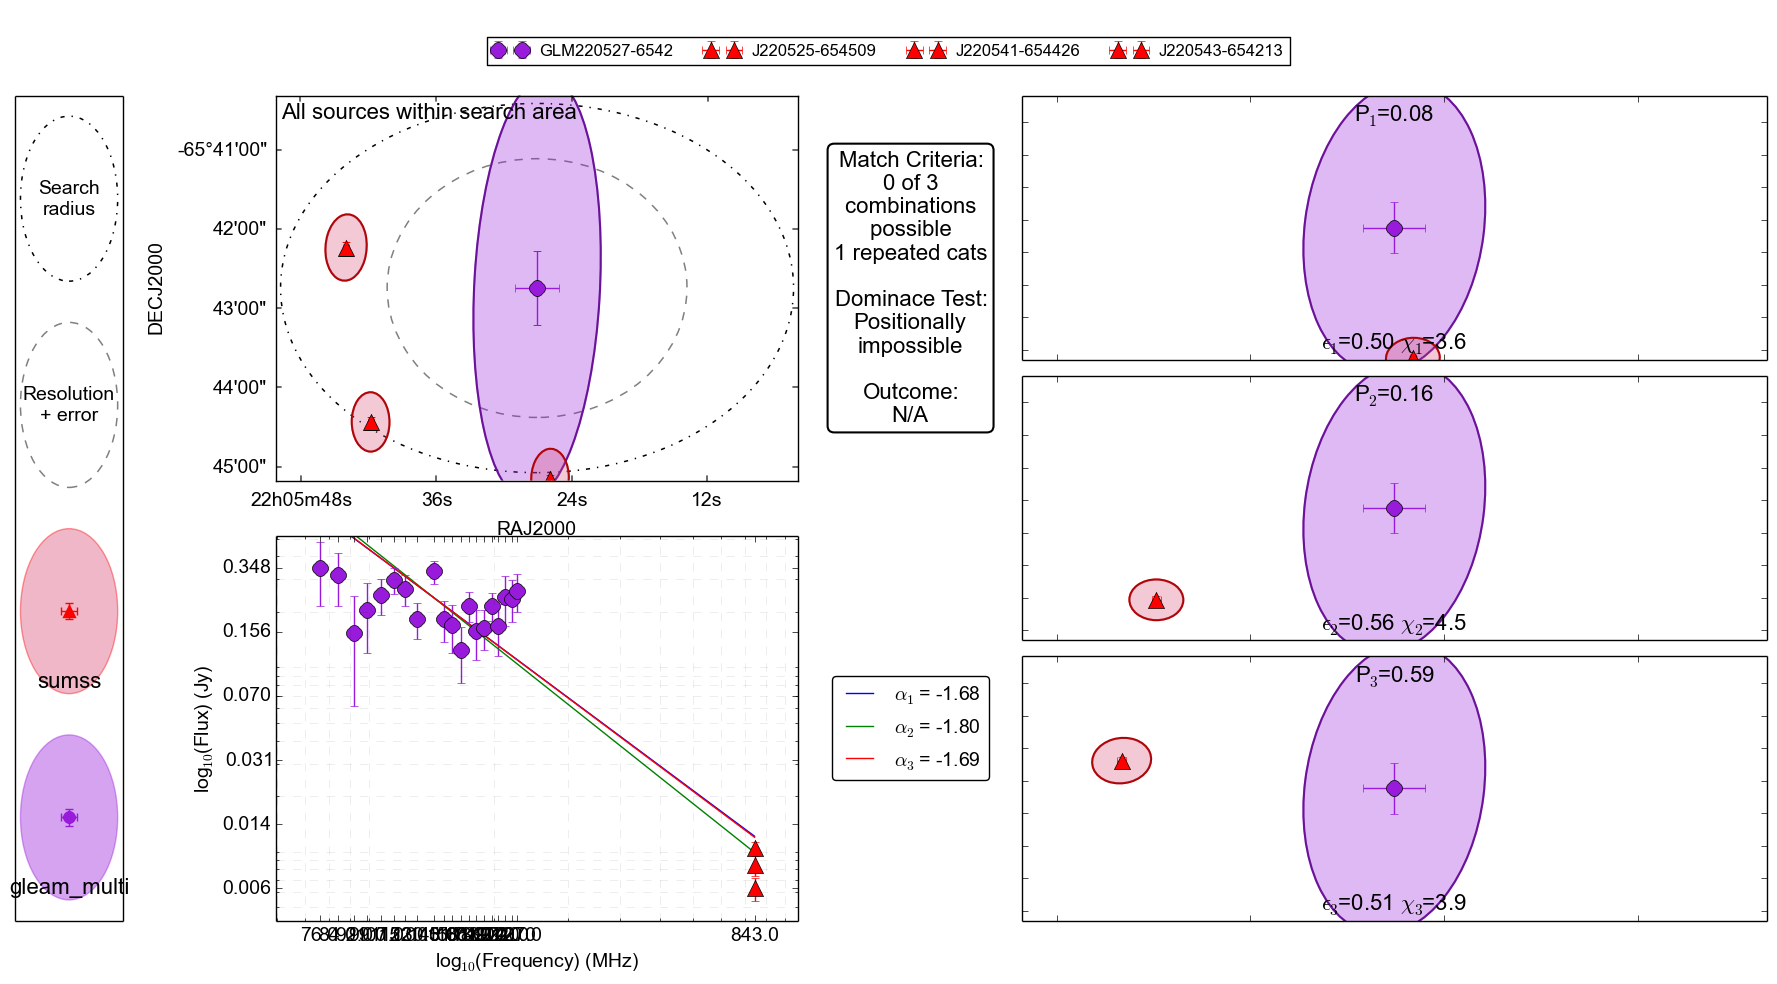 GLM220527-6542 J220525-654509 J220541-654426 J220543-654213
Search
radius
Resolution
+ error
sumss
gleam_multi
All sources within search area
-65°41'00"
42'00"
43'00"
44'00"
45'00"
DECJ2000
22h05m48s 36s 24s 12s
RAJ2000
Match Criteria:
0 of 3
combinations
possible
1 repeated cats
Dominace Test:
Positionally
impossible
Outcome:
N/A
P1=0.08
ϵ1=0.50 χ1=3.6
P2=0.16
ϵ2=0.56 χ2=4.5
P3=0.59
ϵ3=0.51 χ3=3.9
0.348
0.156
0.070
0.031
0.014
0.006
log10(Flux) (Jy)
843.0
log10(Frequency) (MHz)
α1 = -1.68
α2 = -1.80
α3 = -1.69